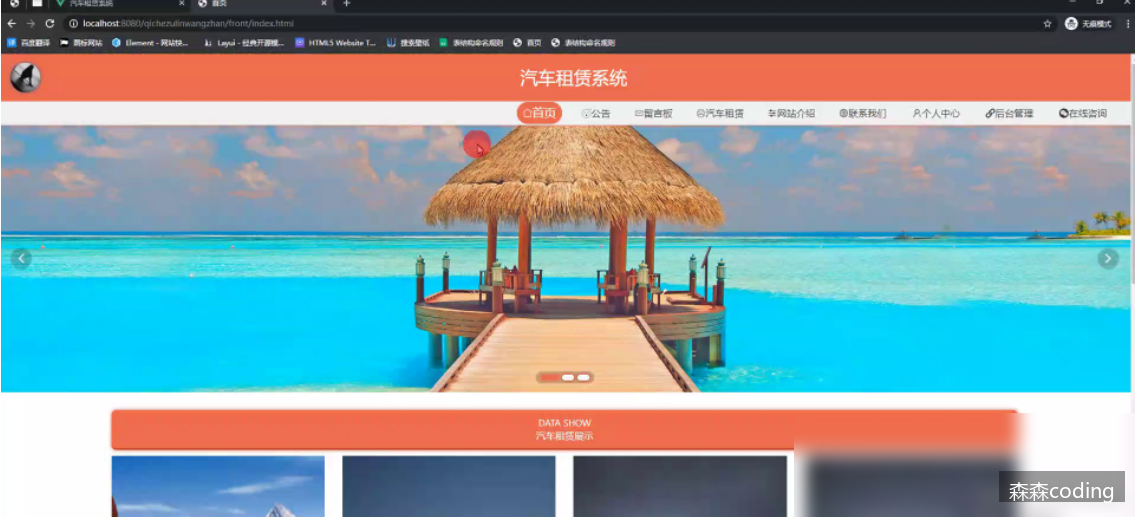 汽车租赁系统
首页
localhost:8080/qichezulinwangzhan/front/index.html
无痕模式
百度翻译 图标网站 Element - 网站快... Layui - 经典开源模... HTML5 Website T... 搜索壁纸 表结构命名规则 首页 表结构命名规则
汽车租赁系统
首页 公告 留言板 汽车租赁 网站介绍 联系我们 个人中心 后台管理 在线咨询
DATA SHOW
汽车租赁展示
森森coding